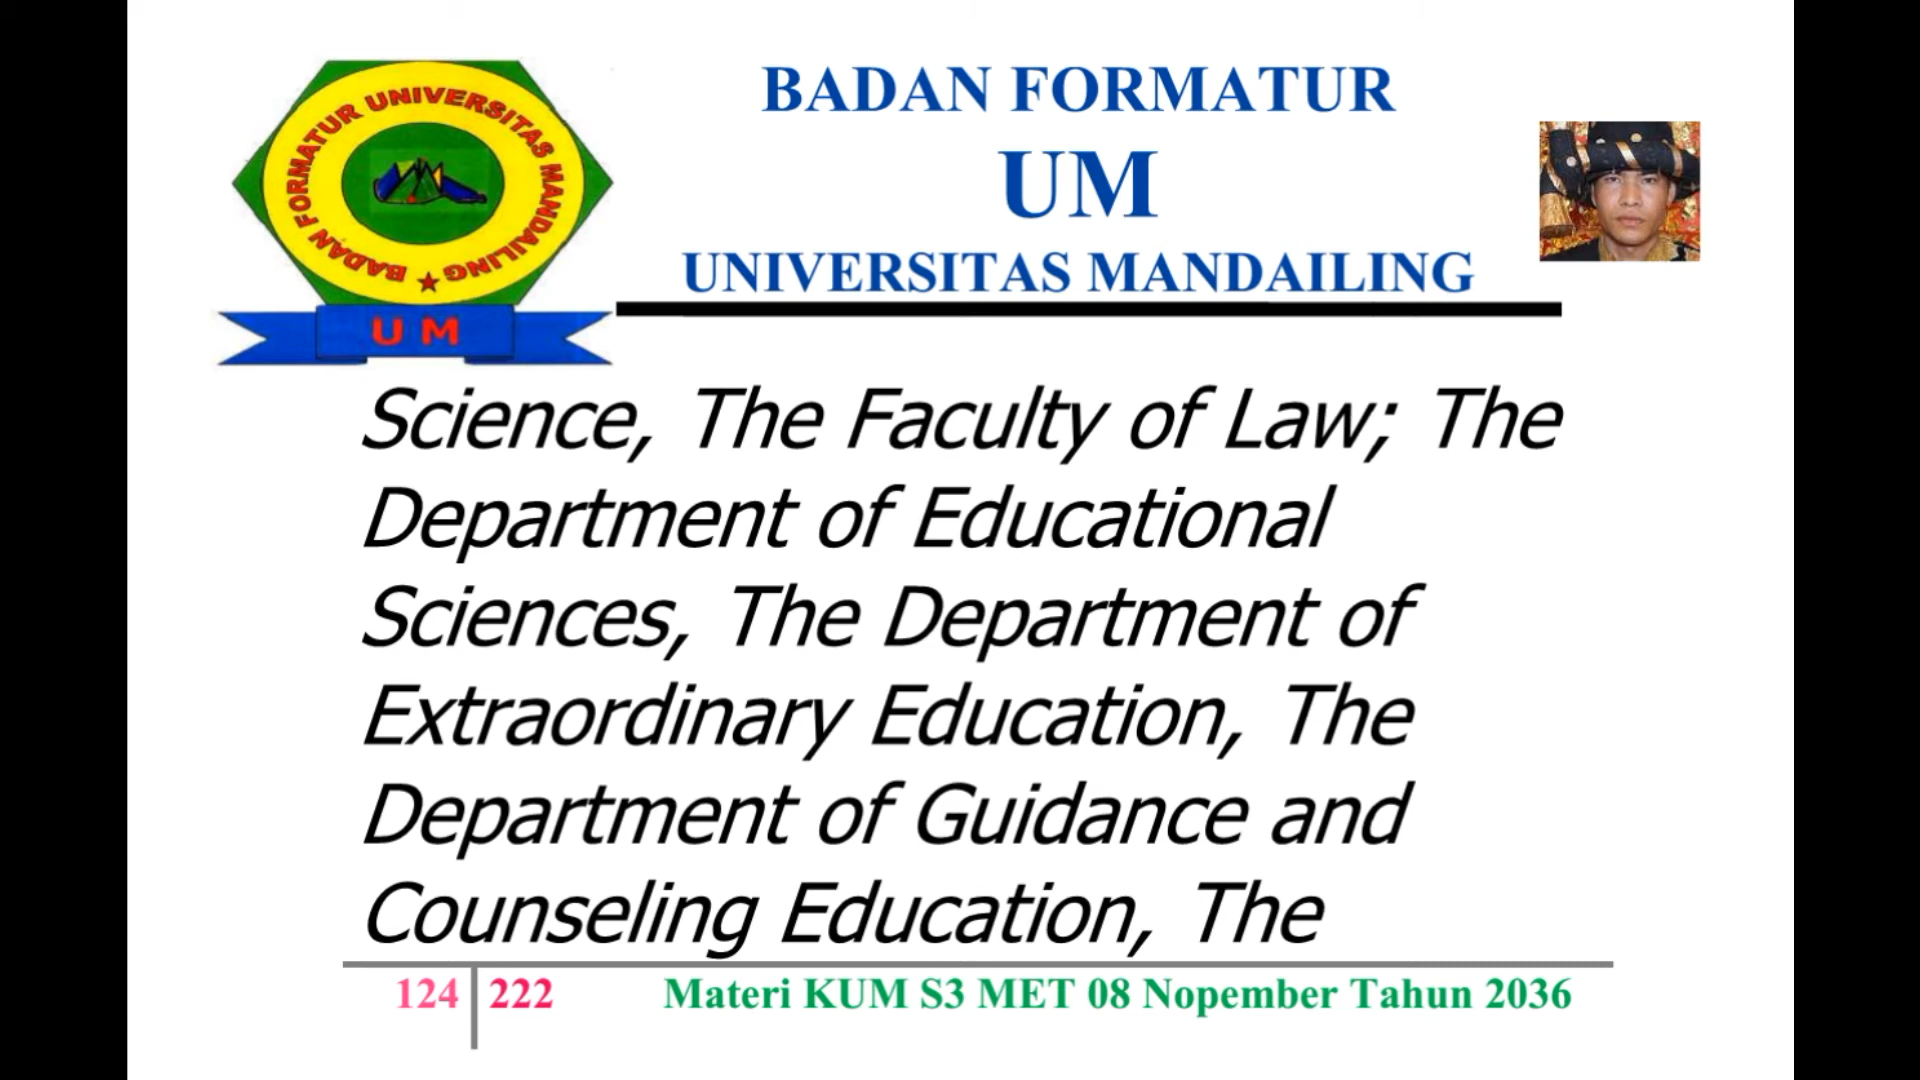 BADAN FORMATUR UNIVERSITAS MANDAILING
UM
BADAN FORMATUR
UM
UNIVERSITAS MANDAILING
Science, The Faculty of Law; The
Department of Educational
Sciences, The Department of
Extraordinary Education, The
Department of Guidance and
Counseling Education, The
124 222 Materi KUM S3 MET 08 Nopember Tahun 2036